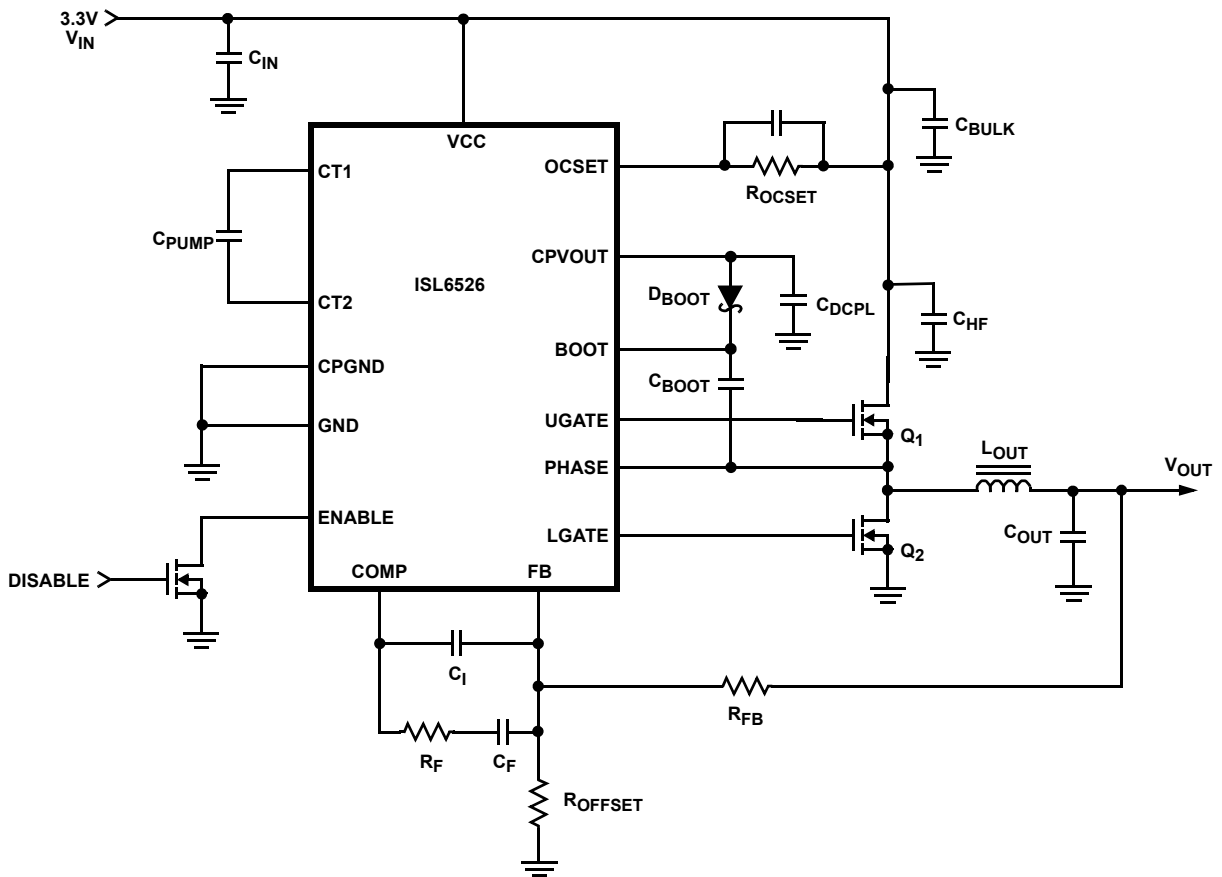 3.3V
VIN
CIN
CBULK
VCC
CT1
OCSET
ROCSET
CPUMP
CPVOUT
ISL6526
DBOOT
CDCPL
CHF
CT2
BOOT
CPGND
CBOOT
UGATE
Q1
GND
LOUT
PHASE
VOUT
ENABLE
LGATE
COUT
Q2
COMP
FB
DISABLE
CI
RFB
RF
CF
ROFFSET